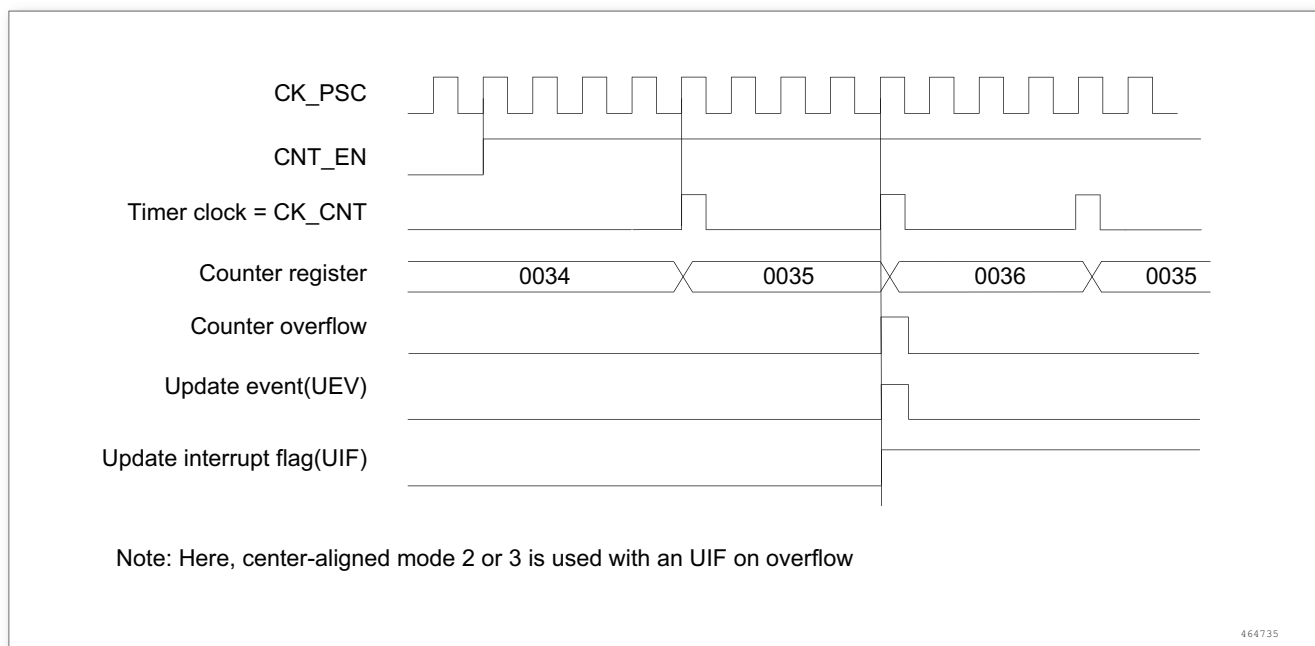 CK_PSC
CNT_EN
Timer clock = CK_CNT
Counter register
0034
0035
0036
0035
Counter overflow
Update event(UEV)
Update interrupt flag(UIF)
Note: Here, center-aligned mode 2 or 3 is used with an UIF on overflow
464735